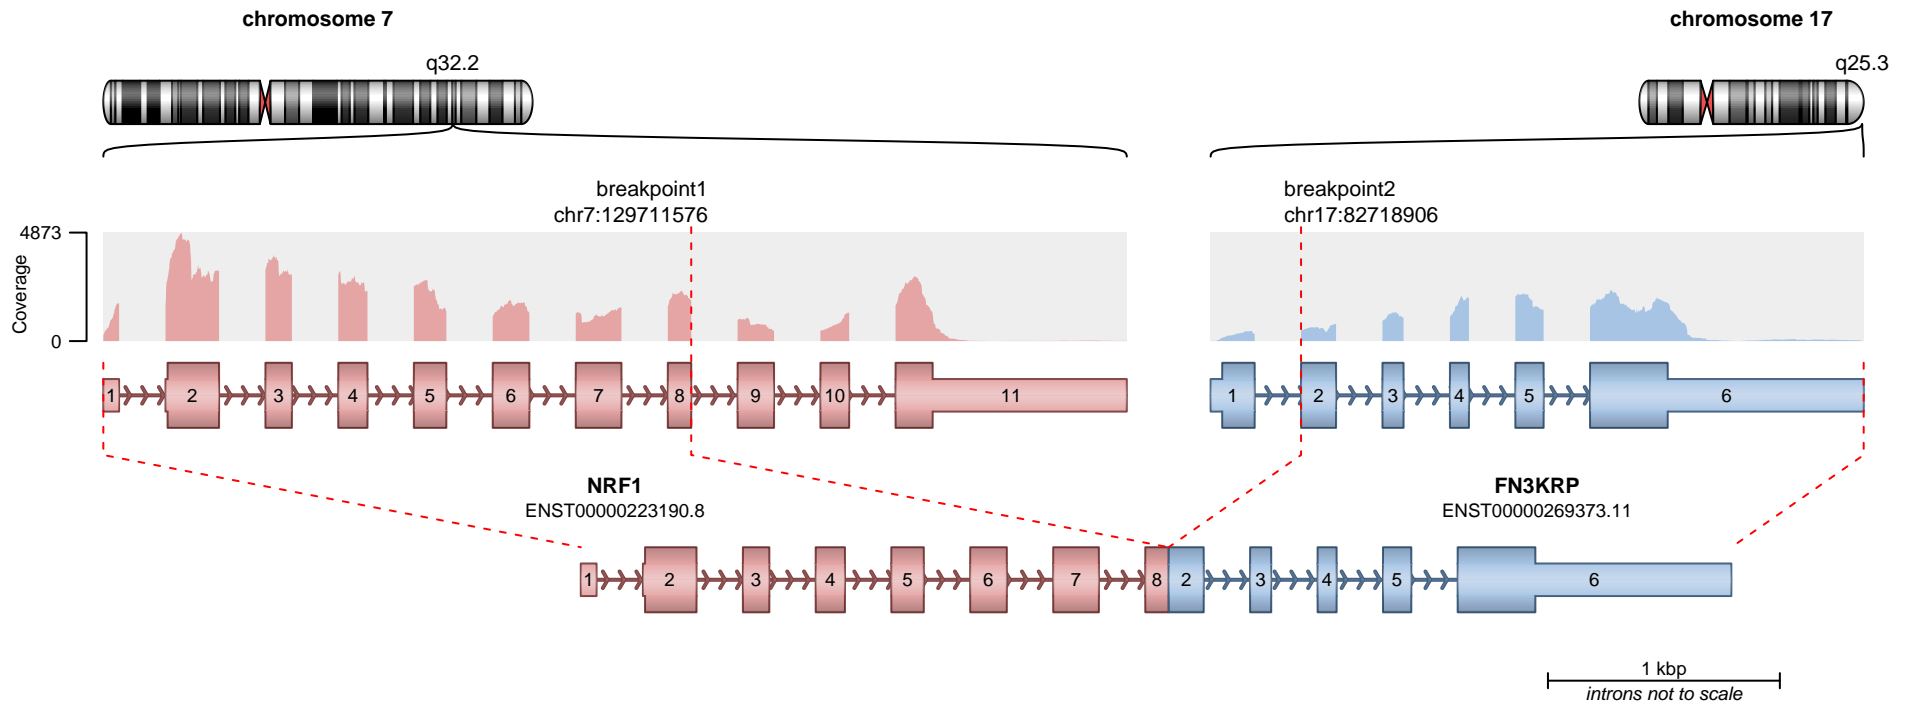 chromosome 7
chromosome 17
q32.2
q25.3
breakpoint1
chr7:129711576
breakpoint2
chr17:82718906
4873
Coverage
0
1 2 3 4 5 6 7 8 9 10 11
1 2 3 4 5 6
NRF1
ENST00000223190.8
FN3KRP
ENST00000269373.11
1 2 3 4 5 6 7 8 2 3 4 5 6
1 kbp
introns not to scale